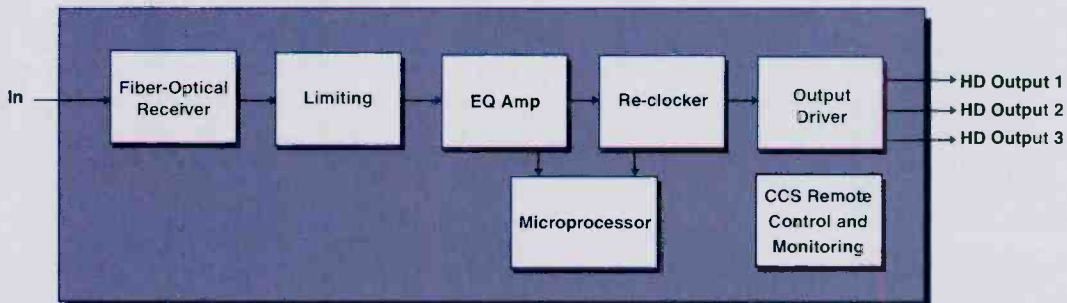 In
Fiber-Optical
Receiver
Limiting
EQ Amp
Re-clocker
Output
Driver
HD Output 1
HD Output 2
HD Output 3
Microprocessor
CCS Remote
Control and
Monitoring